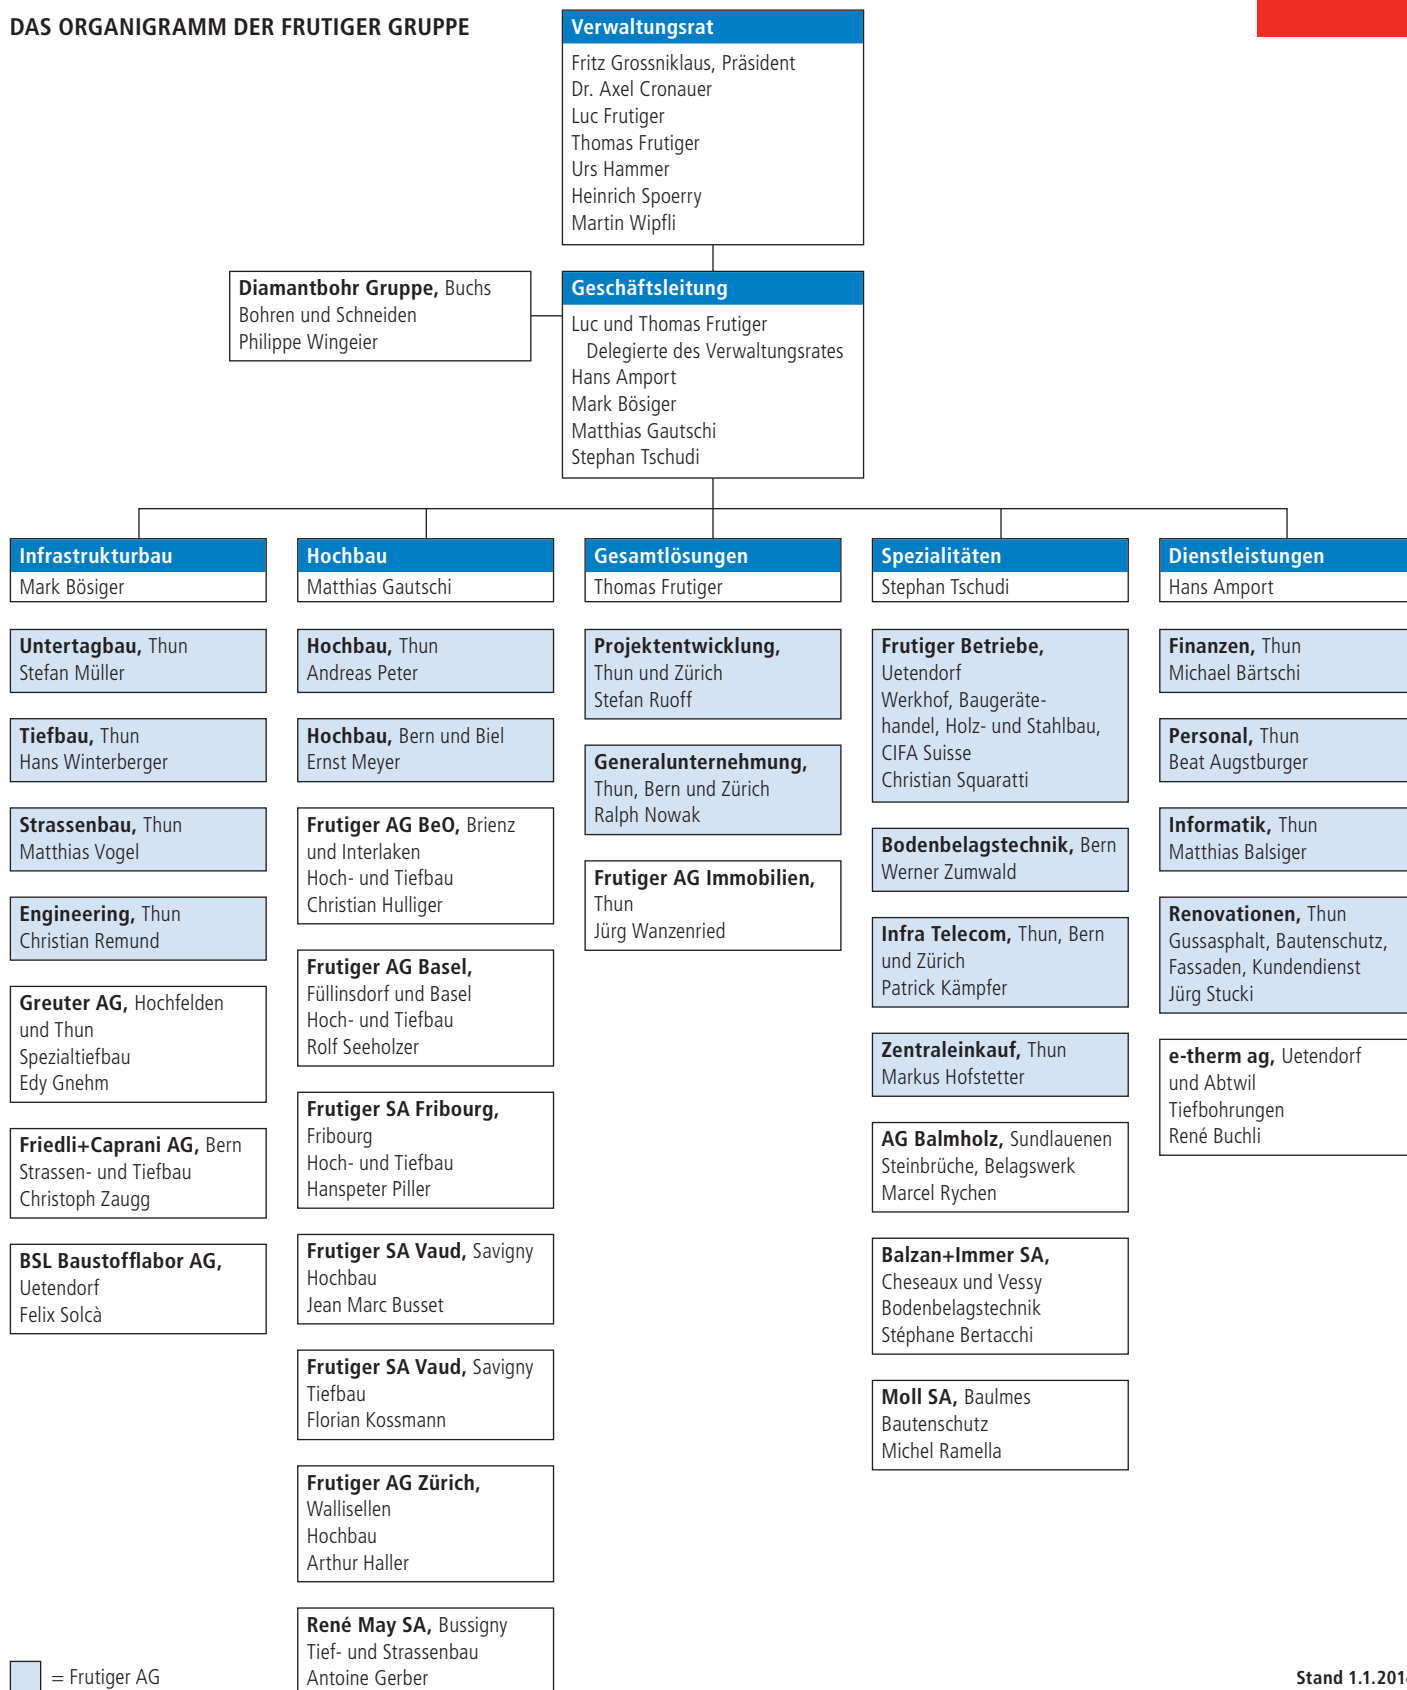 DAS ORGANIGRAMM DER FRUTIGER GRUPPE
Verwaltungsrat
Fritz Grossniklaus, Präsident
Dr. Axel Cronauer
Luc Frutiger
Thomas Frutiger
Urs Hammer
Heinrich Spoerry
Martin Wipfli
Diamantbohr Gruppe, Buchs
Bohren und Schneiden
Philippe Wingeier
Geschäftsleitung
Luc und Thomas Frutiger
Delegierte des Verwaltungsrates
Hans Amport
Mark Bösiger
Matthias Gautschi
Stephan Tschudi
Infrastrukturbau
Mark Bösiger
Untertagbau, Thun
Stefan Müller
Tiefbau, Thun
Hans Winterberger
Strassenbau, Thun
Matthias Vogel
Engineering, Thun
Christian Remund
Greuter AG, Hochfelden
und Thun
Spezialtiefbau
Edy Gnehm
Friedli+Caprani AG, Bern
Strassen- und Tiefbau
Christoph Zaugg
BSL Baustofflabor AG,
Uetendorf
Felix Solcà
Hochbau
Matthias Gautschi
Hochbau, Thun
Andreas Peter
Hochbau, Bern und Biel
Ernst Meyer
Frutiger AG BeO, Brienz
und Interlaken
Hoch- und Tiefbau
Christian Hulliger
Frutiger AG Basel,
Füllinsdorf und Basel
Hoch- und Tiefbau
Rolf Seeholzer
Frutiger SA Fribourg,
Fribourg
Hoch- und Tiefbau
Hanspeter Piller
Frutiger SA Vaud, Savigny
Hochbau
Jean Marc Busset
Frutiger SA Vaud, Savigny
Tiefbau
Florian Kossmann
Frutiger AG Zürich,
Wallisellen
Hochbau
Arthur Haller
René May SA, Bussigny
Tief- und Strassenbau
Antoine Gerber
Gesamtlösungen
Thomas Frutiger
Projektentwicklung,
Thun und Zürich
Stefan Ruoff
Generalunternehmung,
Thun, Bern und Zürich
Ralph Nowak
Frutiger AG Immobilien,
Thun
Jürg Wanzenried
Spezialitäten
Stephan Tschudi
Frutiger Betriebe,
Uetendorf
Werkhof, Baugeräte-
handel, Holz- und Stahlbau,
CIFA Suisse
Christian Squaratti
Bodenbelagstechnik, Bern
Werner Zumwald
Infra Telecom, Thun, Bern
und Zürich
Patrick Kämpfer
Zentraleinkauf, Thun
Markus Hofstetter
AG Balmholz, Sundlauenen
Steinbrüche, Belagswerk
Marcel Rychen
Balzan+Immer SA,
Cheseaux und Vessy
Bodenbelagstechnik
Stéphane Bertacchi
Moll SA, Baulmes
Bautenschutz
Michel Ramella
Dienstleistungen
Hans Amport
Finanzen, Thun
Michael Bärtschi
Personal, Thun
Beat Augstburger
Informatik, Thun
Matthias Balsiger
Renovationen, Thun
Gussasphalt, Bautenschutz,
Fassaden, Kundendienst
Jürg Stucki
e-therm ag, Uetendorf
und Abtwil
Tiefbohrungen
René Buchli
= Frutiger AG
Stand 1.1.2014